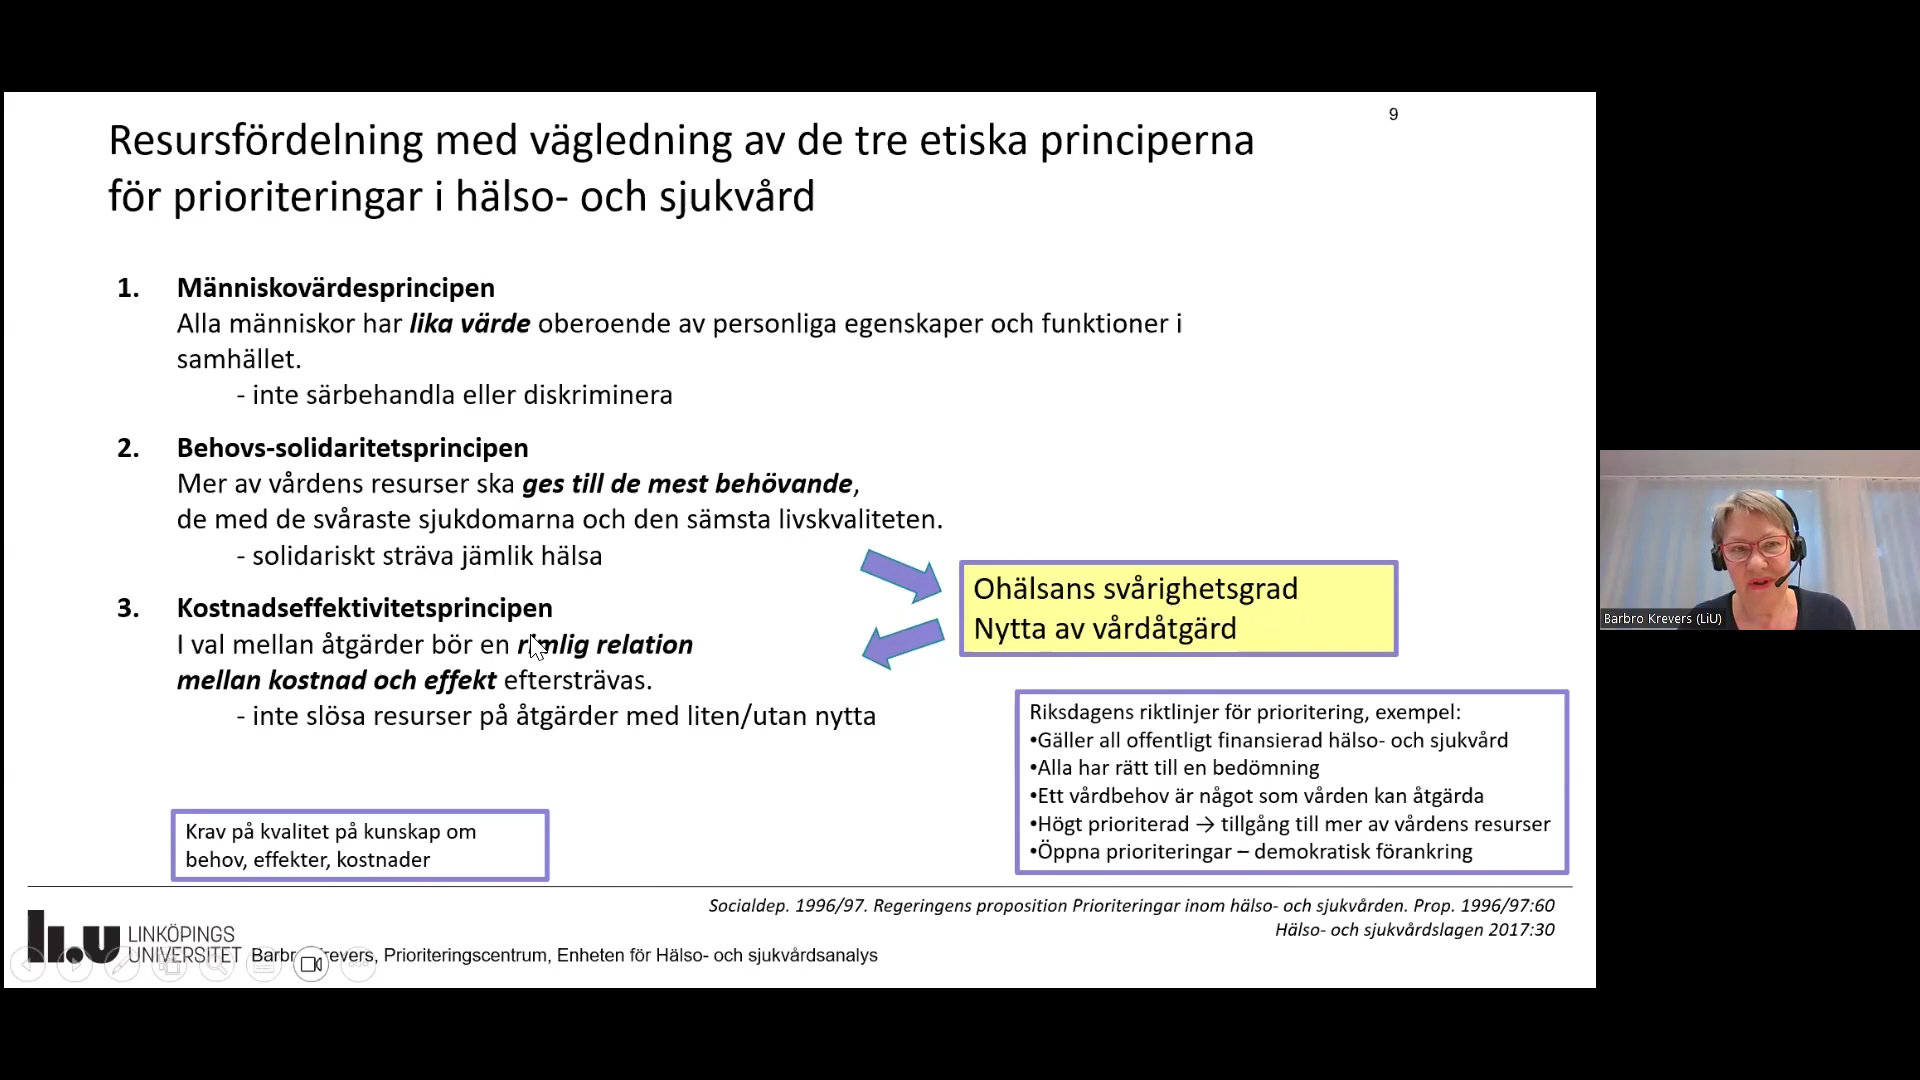 9
Resursfördelning med vägledning av de tre etiska principerna
för prioriteringar i hälso- och sjukvård
1. Människovärdesprincipen
Alla människor har lika värde oberoende av personliga egenskaper och funktioner i
samhället.
- inte särbehandla eller diskriminera
2. Behovs-solidaritetsprincipen
Mer av vårdens resurser ska ges till de mest behövande,
de med de svåraste sjukdomarna och den sämsta livskvaliteten.
- solidariskt sträva jämlik hälsa
3. Kostnadseffektivitetsprincipen
I val mellan åtgärder bör en rimlig relation
mellan kostnad och effekt eftersträvas.
- inte slösa resurser på åtgärder med liten/utan nytta
Ohälsans svårighetsgrad
Nytta av vårdåtgärd
Riksdagens riktlinjer för prioritering, exempel:
•Gäller all offentligt finansierad hälso- och sjukvård
•Alla har rätt till en bedömning
•Ett vårdbehov är något som vården kan åtgärda
•Högt prioriterad → tillgång till mer av vårdens resurser
•Öppna prioriteringar – demokratisk förankring
Krav på kvalitet på kunskap om
behov, effekter, kostnader
Socialdep. 1996/97. Regeringens proposition Prioriteringar inom hälso- och sjukvården. Prop. 1996/97:60
Hälso- och sjukvårdslagen 2017:30
LiU LINKÖPINGS
UNIVERSITET
Barbro Krevers, Prioriteringscentrum, Enheten för Hälso- och sjukvårdsanalys
Barbro Krevers (LiU)